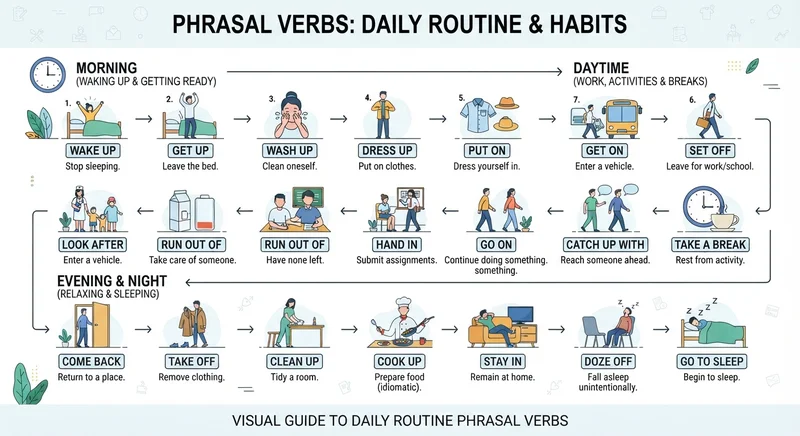 PHRASAL VERBS: DAILY ROUTINE & HABITS
MORNING
(WAKING UP & GETTING READY)
DAYTIME
(WORK, ACTIVITIES & BREAKS)
1.
WAKE UP
Stop sleeping.
2.
GET UP
Leave the bed.
3.
WASH UP
Clean oneself.
4.
DRESS UP
Put on clothes.
5.
PUT ON
Dress yourself in.
7.
GET ON
Enter a vehicle.
6.
SET OFF
Leave for work/school.
LOOK AFTER
Enter a vehicle.
RUN OUT OF
Take care of someone.
RUN OUT OF
Have none left.
HAND IN
Submit assignments.
GO ON
Continue doing something.
something.
CATCH UP WITH
Reach someone ahead.
TAKE A BREAK
Rest from activity.
EVENING & NIGHT
(RELAXING & SLEEPING)
COME BACK
Return to a place.
TAKE OFF
Remove clothing.
CLEAN UP
Tidy a room.
COOK UP
Prepare food
(idiomatic).
STAY IN
Remain at home.
z z z
DOZE OFF
Fall asleep
unintentionally.
z z z
GO TO SLEEP
Begin to sleep.
VISUAL GUIDE TO DAILY ROUTINE PHRASAL VERBS